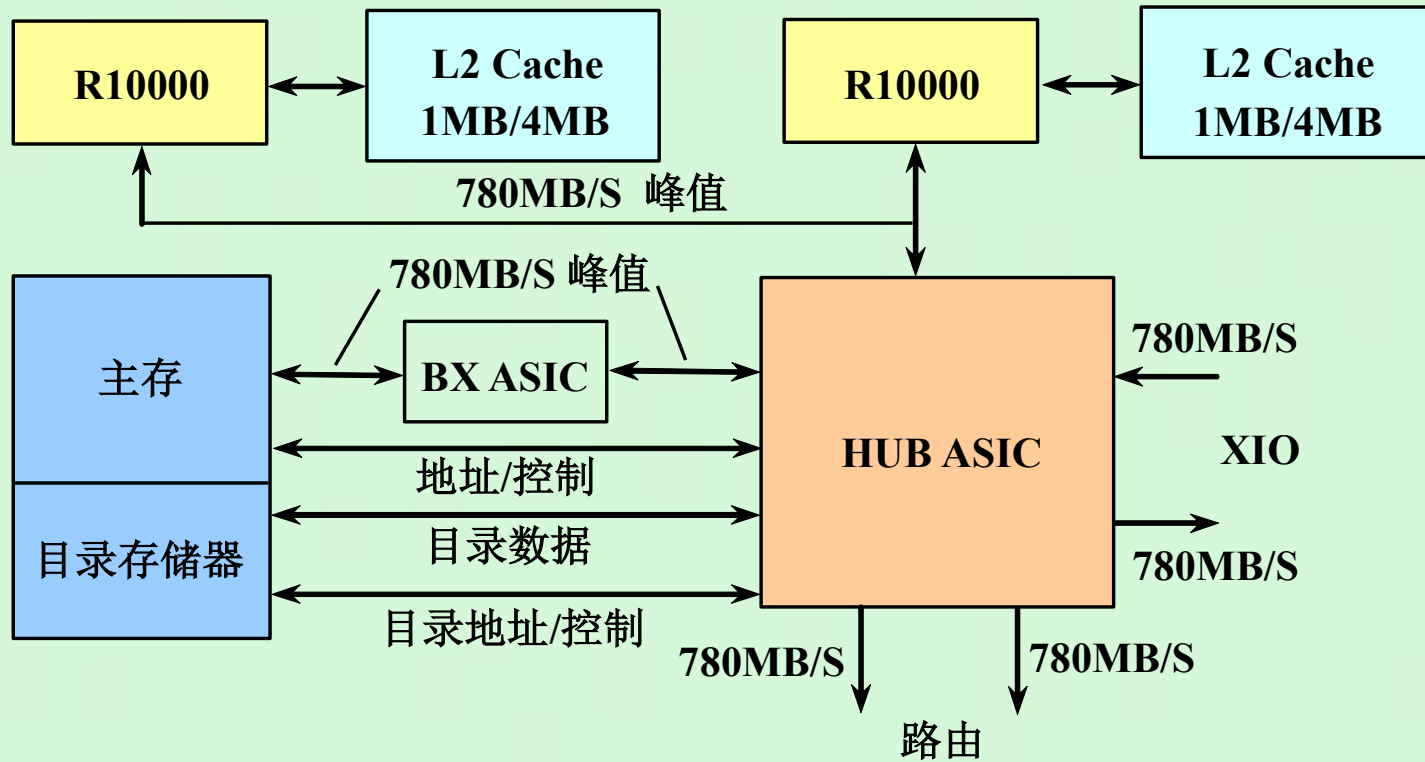 R10000
L2 Cache
1MB/4MB
R10000
L2 Cache
1MB/4MB
780MB/S 峰值
780MB/S 峰值
主存
BX ASIC
HUB ASIC
780MB/S
XIO
地址/控制
目录数据
目录存储器
780MB/S
目录地址/控制
780MB/S
780MB/S
路由